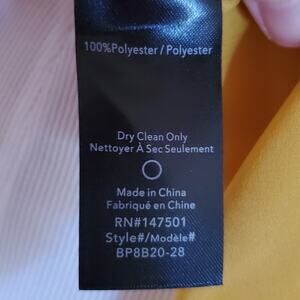 100%Polyester / Polyester
Dry Clean Only
Nettoyer À Sec Seulement
Made in China
Fabriqué en Chine
RN#147501
Style#/Modèle#
BP8B20-28